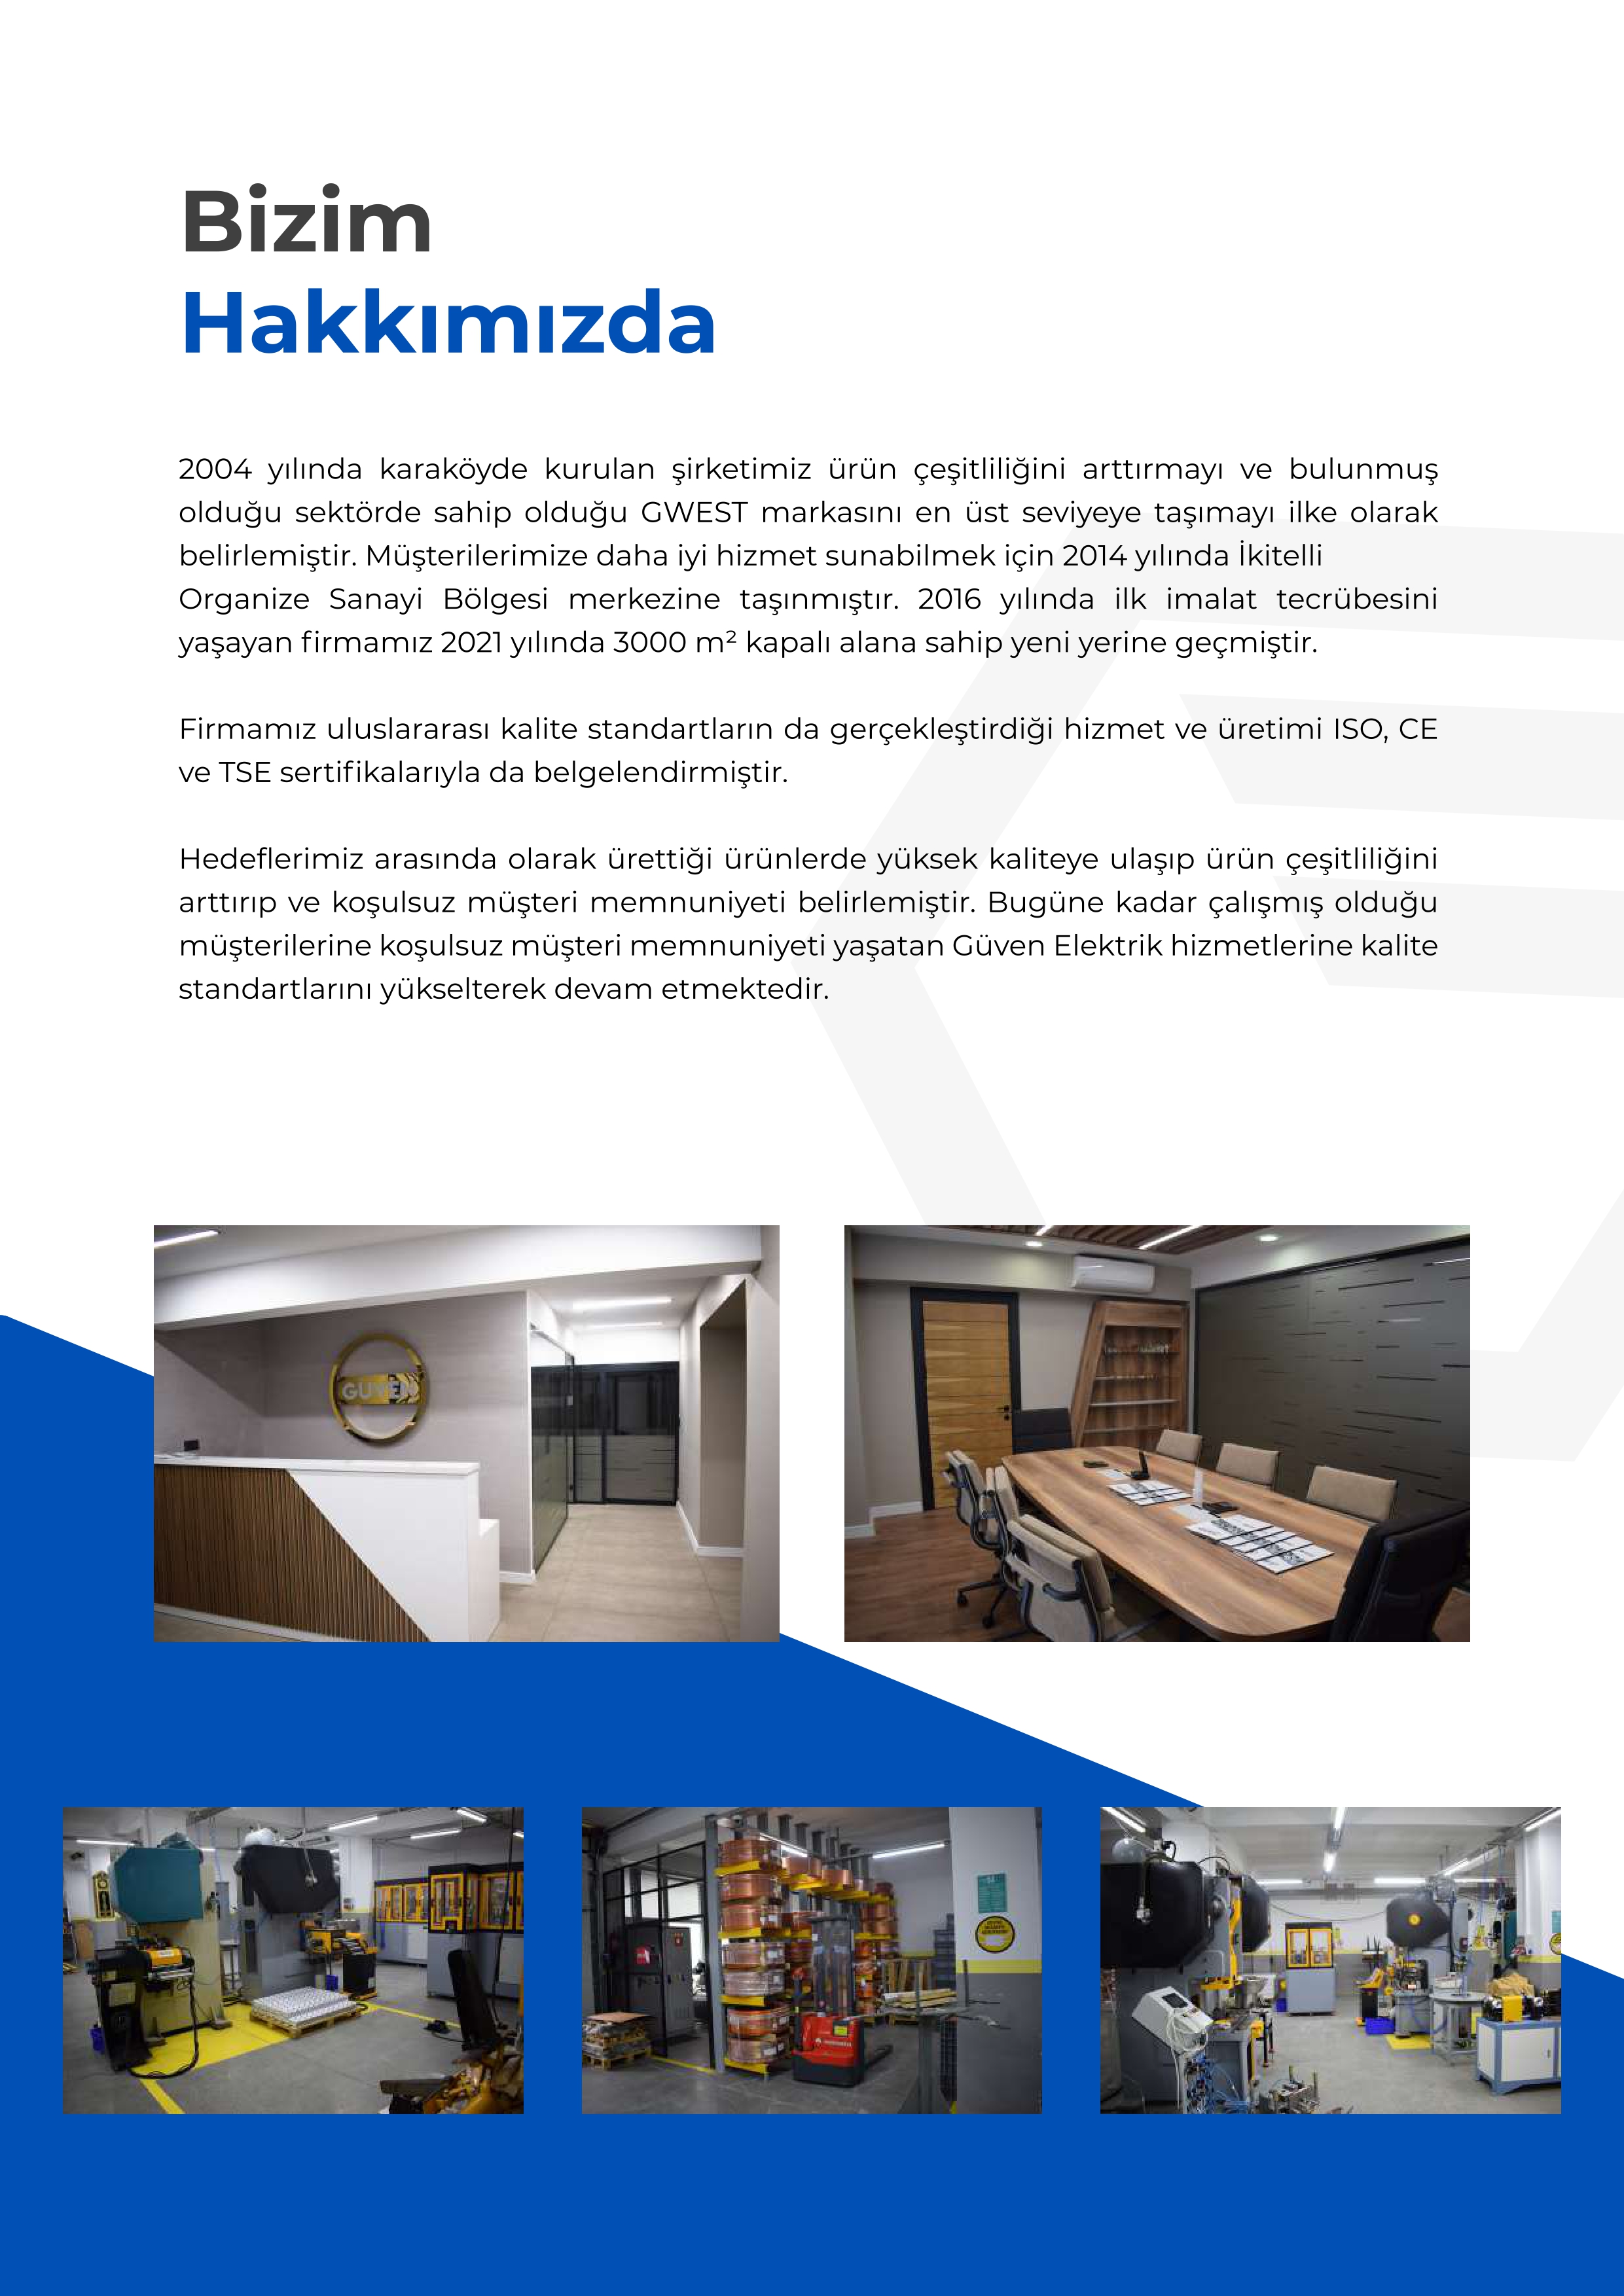 Bizim
Hakkımızda
2004 yılında karaköyde kurulan şirketimiz ürün çeşitliliğini arttırmayı ve bulunmuş
olduğu sektörde sahip olduğu GWEST markasını en üst seviyeye taşımayı ilke olarak
belirlemiştir. Müşterilerimize daha iyi hizmet sunabilmek için 2014 yılında İkitelli
Organize Sanayi Bölgesi merkezine taşınmıştır. 2016 yılında ilk imalat tecrübesini
yaşayan firmamız 2021 yılında 3000 m² kapalı alana sahip yeni yerine geçmiştir.
Firmamız uluslararası kalite standartların da gerçekleştirdiği hizmet ve üretimi ISO, CE
ve TSE sertifikalarıyla da belgelendirmiştir.
Hedeflerimiz arasında olarak ürettiği ürünlerde yüksek kaliteye ulaşıp ürün çeşitliliğini
arttırıp ve koşulsuz müşteri memnuniyeti belirlemiştir. Bugüne kadar çalışmış olduğu
müşterilerine koşulsuz müşteri memnuniyeti yaşatan Güven Elektrik hizmetlerine kalite
standartlarını yükselterek devam etmektedir.
GÜVEN